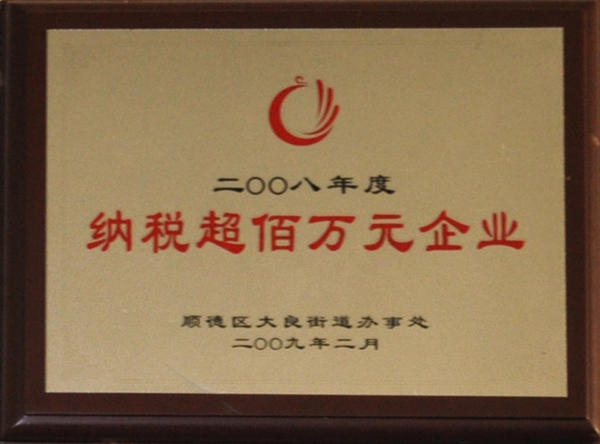 二〇〇八年度
纳税超佰万元企业
顺德区大良街道办事处
二〇〇九年二月